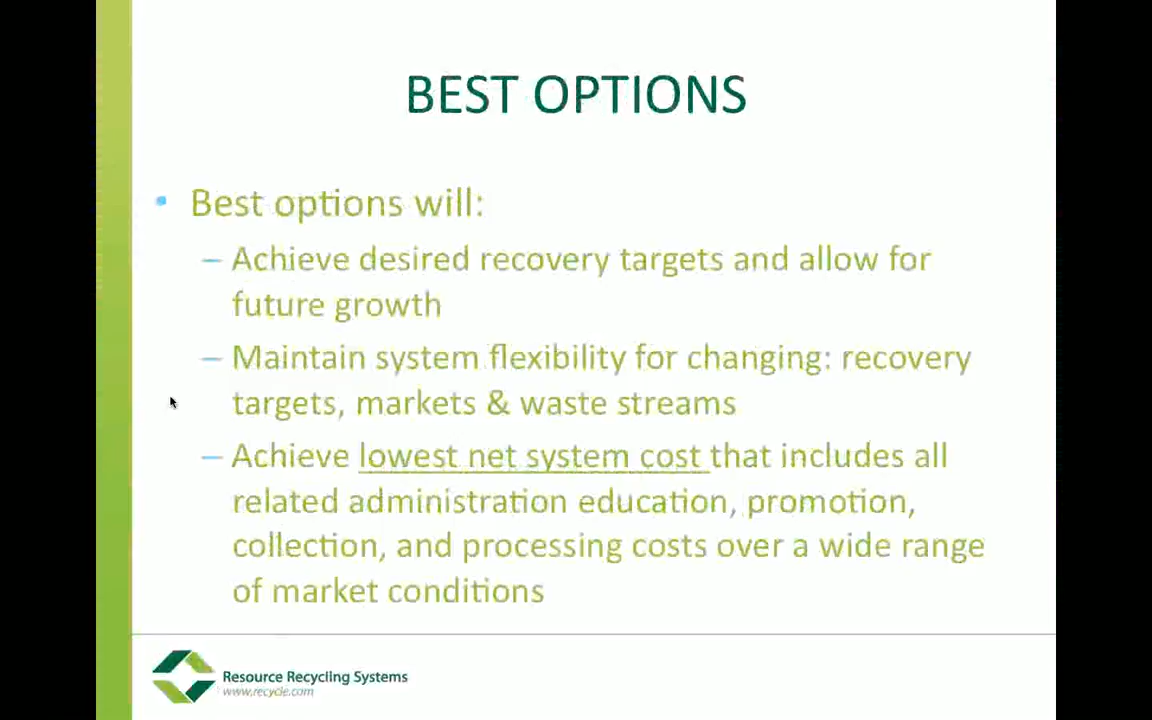 BEST OPTIONS
• Best options will:
– Achieve desired recovery targets and allow for
future growth
– Maintain system flexibility for changing: recovery
targets, markets & waste streams
– Achieve lowest net system cost that includes all
related administration education, promotion,
collection, and processing costs over a wide range
of market conditions
Resource Recycling Systems
www.recycle.com